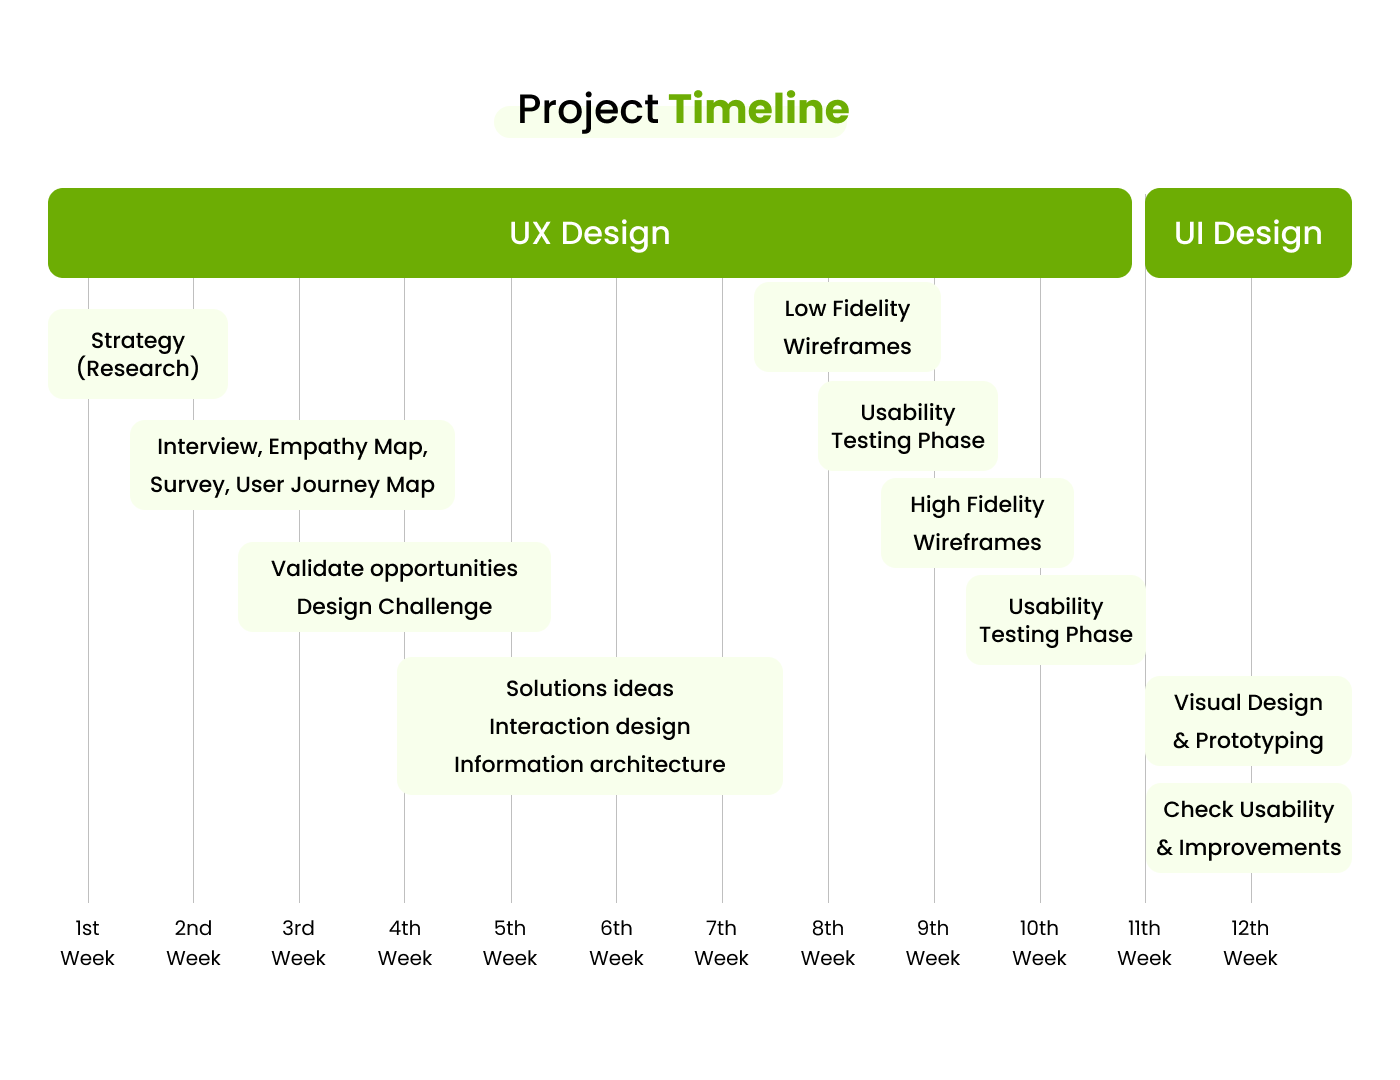 Project Timeline
UX Design
UI Design
Strategy
(Research)
Interview, Empathy Map,
Survey, User Journey Map
Validate opportunities
Design Challenge
Solutions ideas
Interaction design
Information architecture
Low Fidelity
Wireframes
Usability
Testing Phase
High Fidelity
Wireframes
Usability
Testing Phase
Visual Design
& Prototyping
Check Usability
& Improvements
1st
Week
2nd
Week
3rd
Week
4th
Week
5th
Week
6th
Week
7th
Week
8th
Week
9th
Week
10th
Week
11th
Week
12th
Week